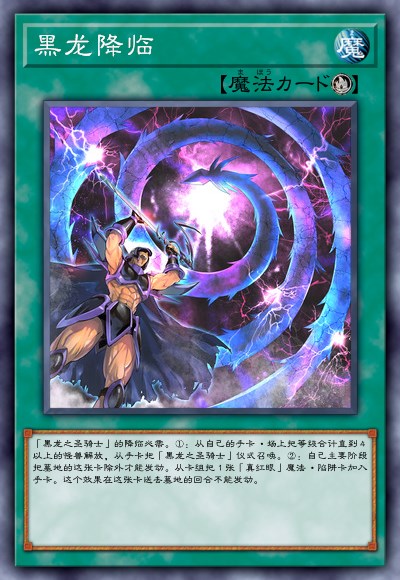 黑龙降临
魔
まほう
【魔法カード】
「黑龙之圣骑士」的降临必需。①：从自己的手卡·场上把等级合计直到4
以上的怪兽解放，从手卡把「黑龙之圣骑士」仪式召唤。②：自己主要阶段
把墓地的这张卡除外才能发动。从卡组把1张「真红眼」魔法·陷阱卡加入
手卡。这个效果在这张卡送去墓地的回合不能发动。